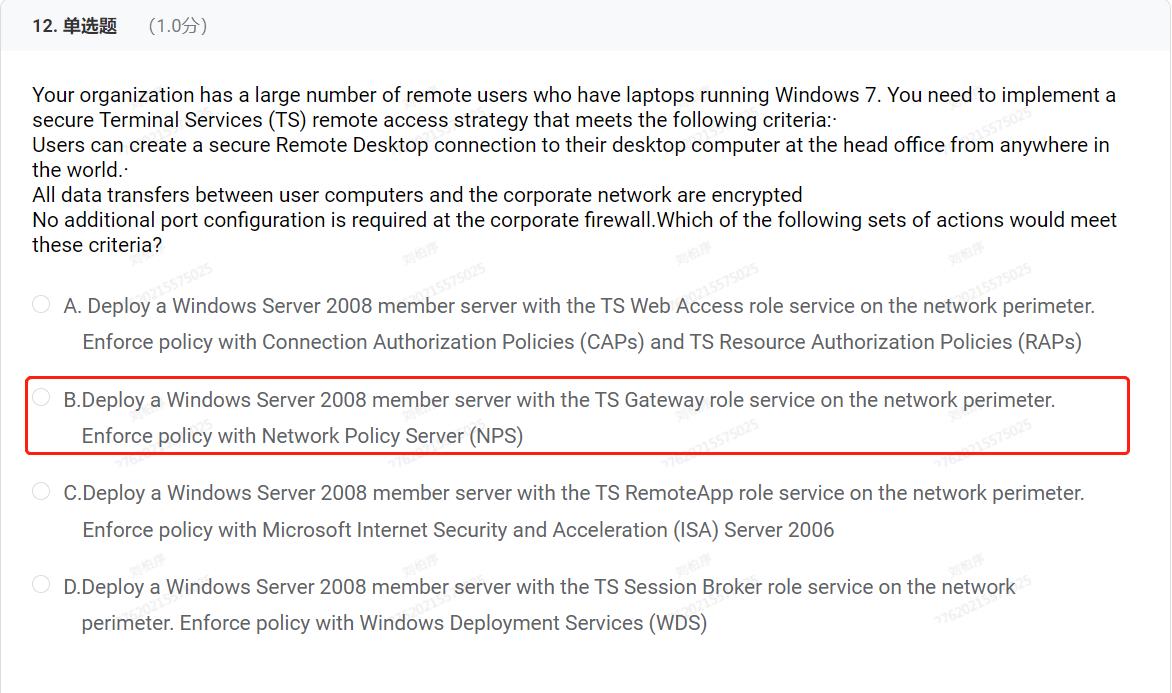 12. 单选题 （1.0分）
Your organization has a large number of remote users who have laptops running Windows 7. You need to implement a
secure Terminal Services (TS) remote access strategy that meets the following criteria:·
Users can create a secure Remote Desktop connection to their desktop computer at the head office from anywhere in
the world.·
All data transfers between user computers and the corporate network are encrypted
No additional port configuration is required at the corporate firewall.Which of the following sets of actions would meet
these criteria?
A. Deploy a Windows Server 2008 member server with the TS Web Access role service on the network perimeter.
Enforce policy with Connection Authorization Policies (CAPs) and TS Resource Authorization Policies (RAPs)
B.Deploy a Windows Server 2008 member server with the TS Gateway role service on the network perimeter.
Enforce policy with Network Policy Server (NPS)
C.Deploy a Windows Server 2008 member server with the TS RemoteApp role service on the network perimeter.
Enforce policy with Microsoft Internet Security and Acceleration (ISA) Server 2006
D.Deploy a Windows Server 2008 member server with the TS Session Broker role service on the network
perimeter. Enforce policy with Windows Deployment Services (WDS)